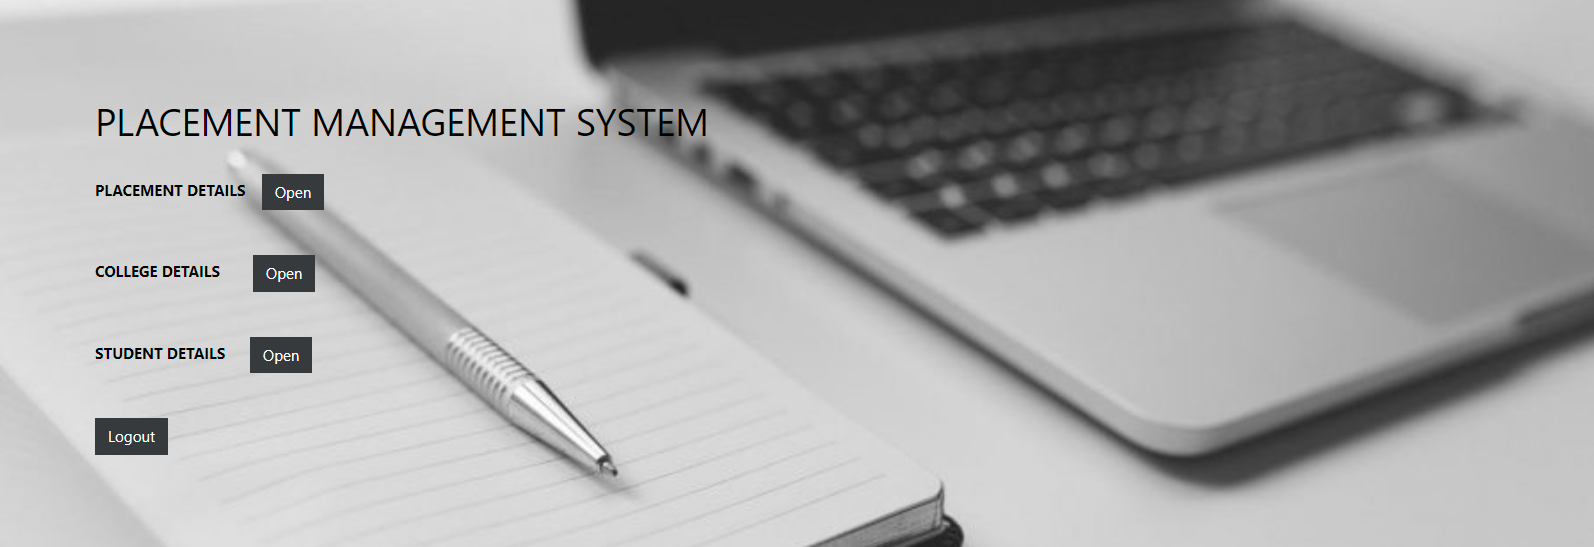 PLACEMENT MANAGEMENT SYSTEM
PLACEMENT DETAILS Open
COLLEGE DETAILS Open
STUDENT DETAILS Open
Logout